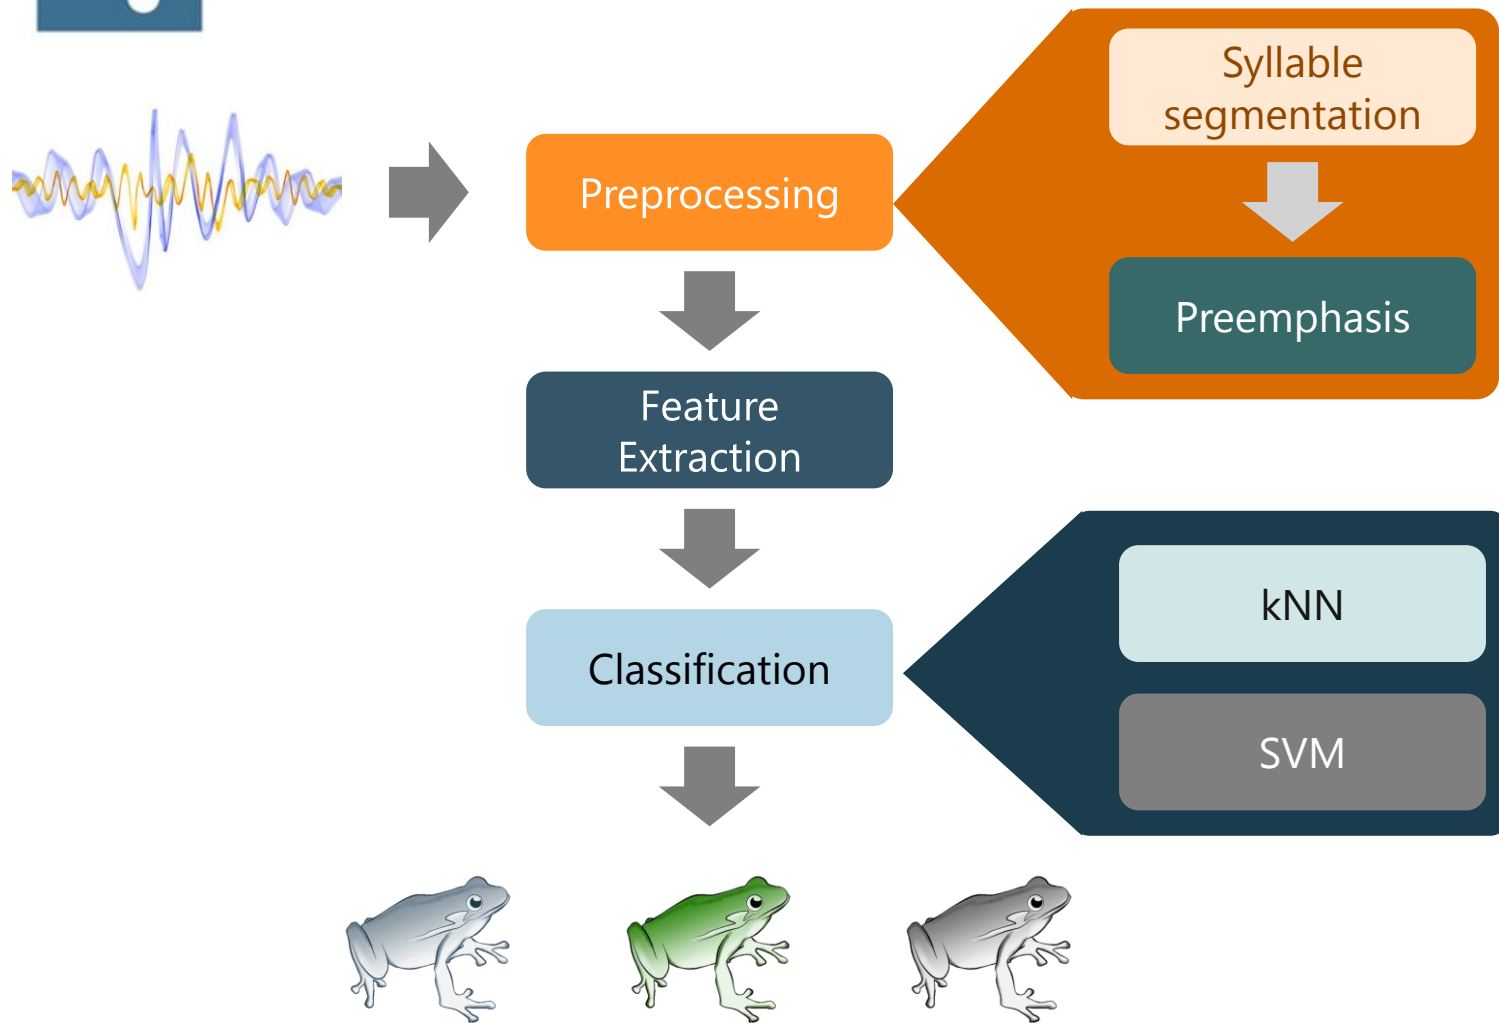 Syllable
segmentation
Preprocessing
Preemphasis
Feature
Extraction
kNN
Classification
SVM